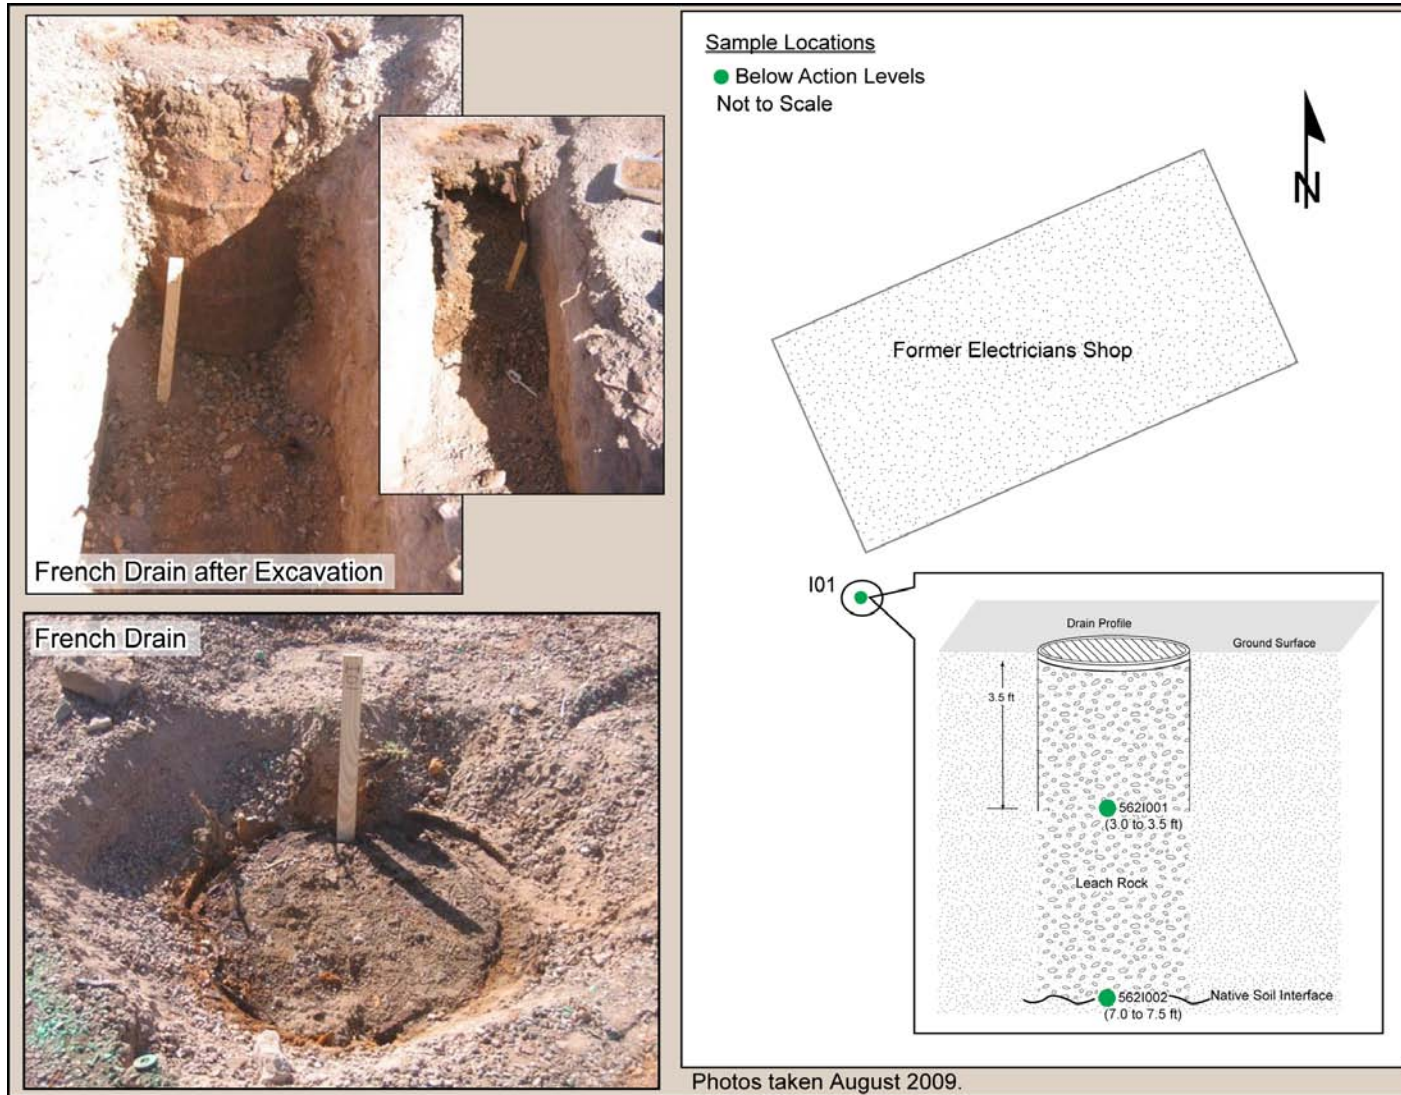 French Drain after Excavation
French Drain
Sample Locations
Below Action Levels
Not to Scale
N
Former Electricians Shop
I01
Drain Profile
Ground Surface
3.5 ft
562I001
(3.0 to 3.5 ft)
Leach Rock
562I002
Native Soil Interface
(7.0 to 7.5 ft)
Photos taken August 2009.